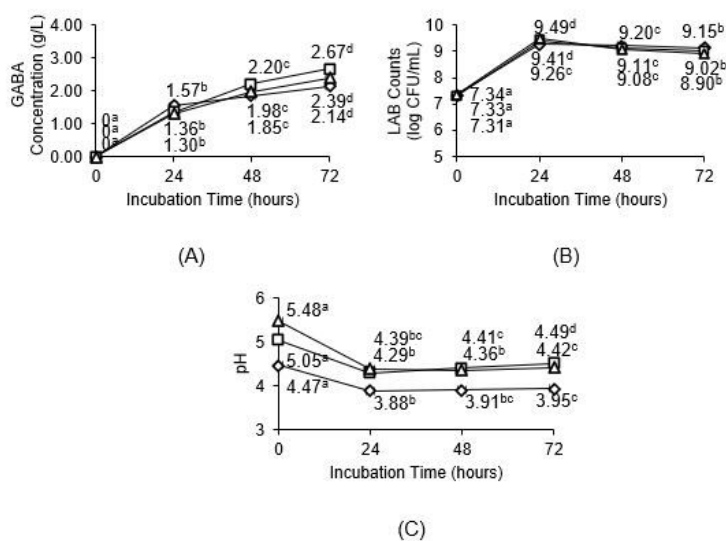 GABA
Concentration (g/L)
4.00
3.00
2.00
1.00
0.00
0ᵃ
0ᵃ
0ᵃ
1.57ᵇ
1.36ᵇ
1.30ᵇ
2.20ᶜ
1.98ᶜ
1.85ᶜ
2.67ᵈ
2.39ᵈ
2.14ᵈ
0 24 48 72
Incubation Time (hours)
(A)
LAB Counts
(log CFU/mL)
10
9
8
7
6
5
7.34ᵃ
7.33ᵃ
7.31ᵃ
9.49ᵈ
9.41ᵈ
9.26ᶜ
9.20ᶜ
9.11ᶜ
9.08ᶜ
9.15ᵇ
9.02ᵇ
8.90ᵇ
0 24 48 72
Incubation Time (hours)
(B)
pH
6
5
4
3
5.48ᵃ
5.05ᵃ
4.47ᵃ
4.39ᵇᶜ
4.29ᵇ
3.88ᵇ
4.41ᶜ
4.36ᵇ
3.91ᵇᶜ
4.49ᵈ
4.42ᶜ
3.95ᶜ
0 24 48 72
Incubation Time (hours)
(C)